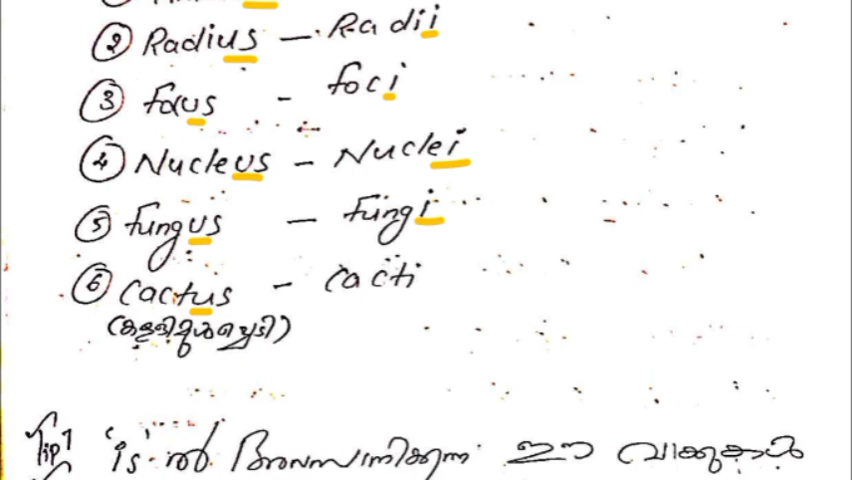 ② Radius — Radii
③ focus - foci
④ Nucleus - Nuclei
⑤ fungus — fungi
⑥ Cactus - cacti
(കള്ളിമുൾച്ചെടി)
Tip 7 'is' ൽ അവസാനിക്കുന്ന ഈ വാക്കുകൾ